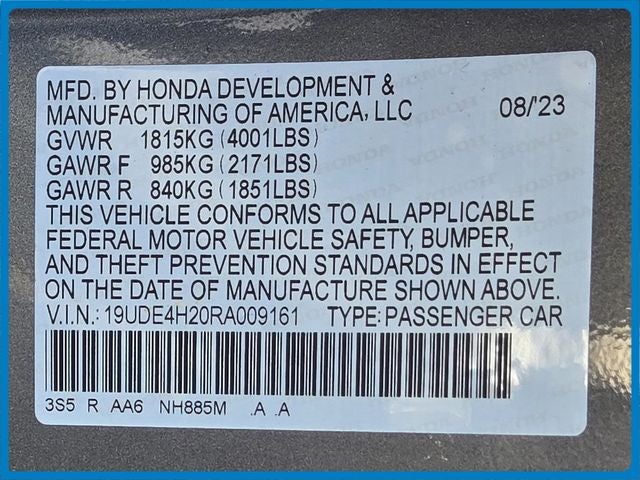 MFD. BY HONDA DEVELOPMENT &
MANUFACTURING OF AMERICA, LLC 08/'23
GVWR 1815KG (4001LBS)
GAWR F 985KG (2171LBS)
GAWR R 840KG (1851LBS)
THIS VEHICLE CONFORMS TO ALL APPLICABLE
FEDERAL MOTOR VEHICLE SAFETY, BUMPER,
AND THEFT PREVENTION STANDARDS IN EFFECT
ON THE DATE OF MANUFACTURE SHOWN ABOVE.
V.I.N.: 19UDE4H20RA009161 TYPE: PASSENGER CAR
3S5 R AA6 NH885M .A .A